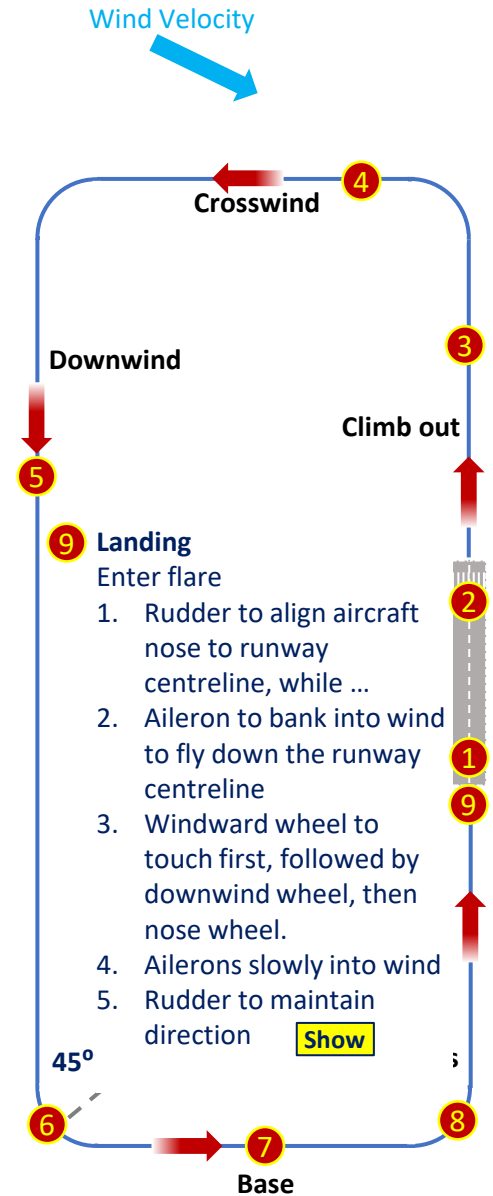 Wind Velocity
4
Crosswind
3
Downwind
Climb out
5
9 Landing
Enter flare
2
1. Rudder to align aircraft
nose to runway
centreline, while …
2. Aileron to bank into wind
to fly down the runway
centreline
1
9
3. Windward wheel to
touch first, followed by
downwind wheel, then
nose wheel.
4. Ailerons slowly into wind
5. Rudder to maintain
direction
Show
45⁰
s
6
7
8
Base